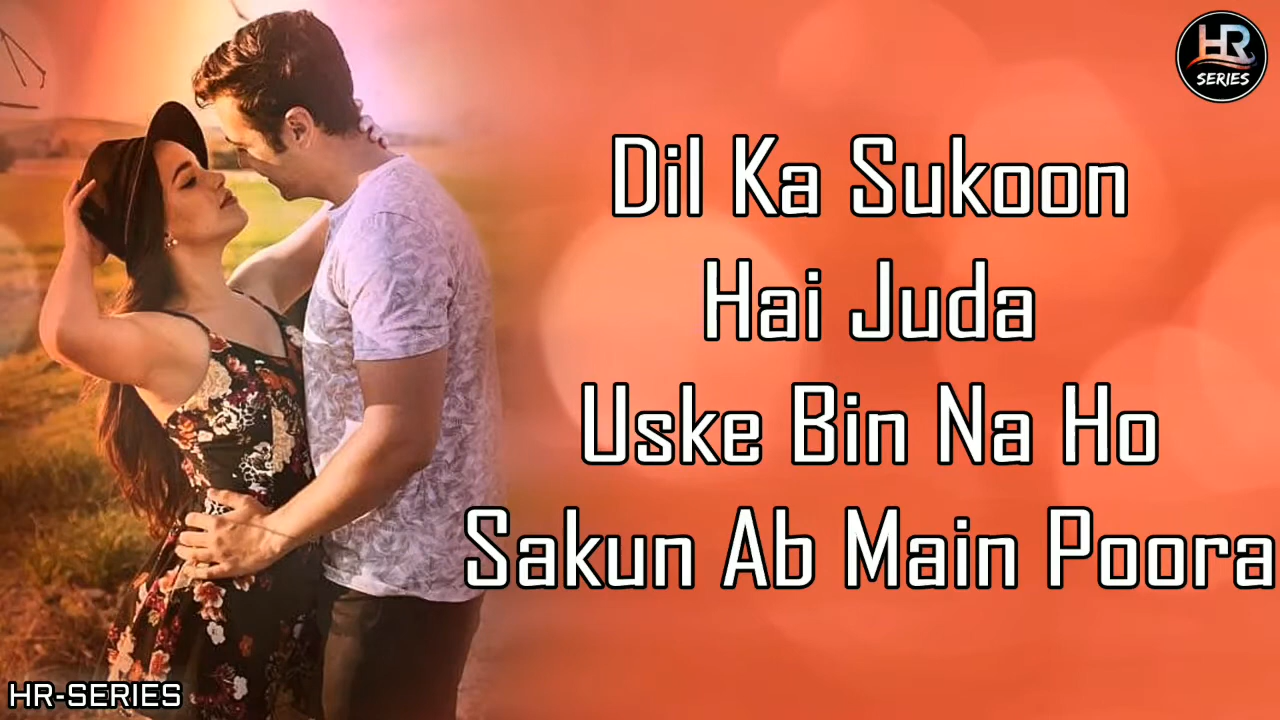 HR
SERIES
Dil Ka Sukoon
Hai Juda
Uske Bin Na Ho
Sakun Ab Main Poora
HR-SERIES